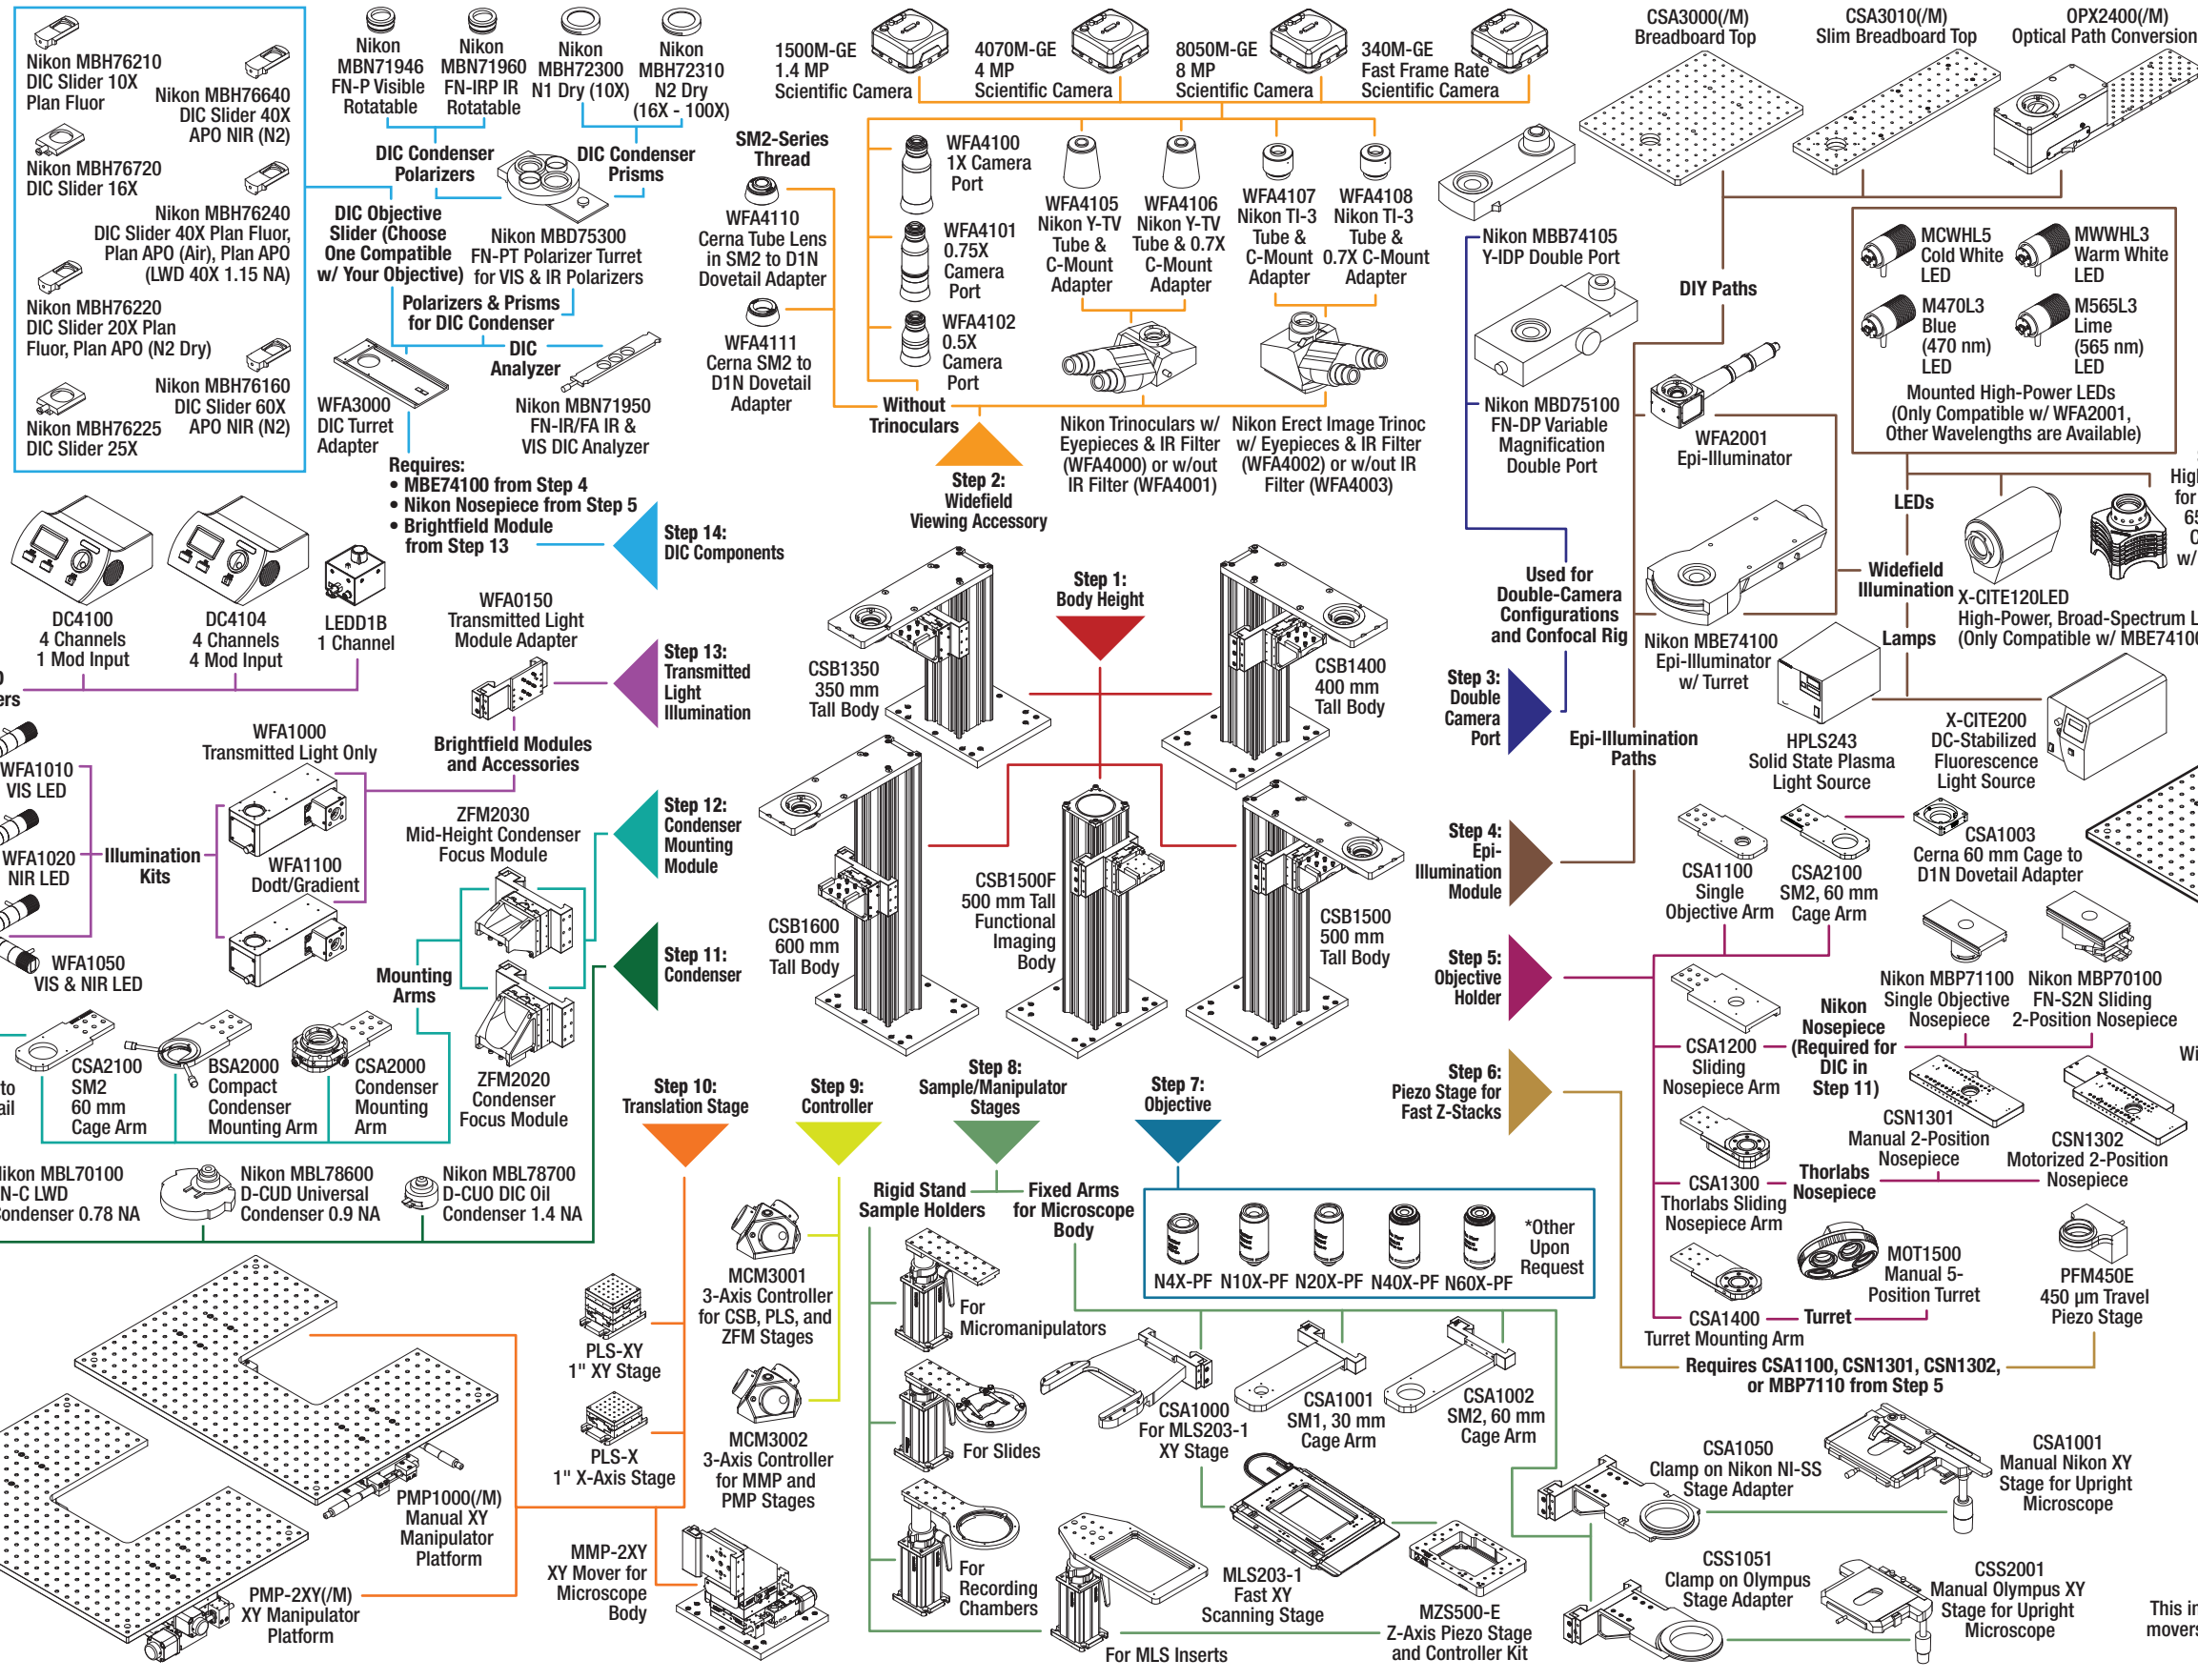 Nikon MBH76210
DIC Slider 10X
Plan Fluor
Nikon MBH76640
DIC Slider 40X
APO NIR (N2)
Nikon MBH76720
DIC Slider 16X
Nikon MBH76240
DIC Slider 40X Plan Fluor,
Plan APO (Air), Plan APO
(LWD 40X 1.15 NA)
Nikon MBH76220
DIC Slider 20X Plan
Fluor, Plan APO (N2 Dry)
Nikon MBH76160
DIC Slider 60X
APO NIR (N2)
Nikon MBH76225
DIC Slider 25X
Nikon
MBN71946
FN-P Visible
Rotatable
Nikon
MBN71960
FN-IRP IR
Rotatable
Nikon
MBH72300
N1 Dry (10X)
Nikon
MBH72310
N2 Dry
(16X - 100X)
DIC Condenser
Polarizers
DIC Condenser
Prisms
DIC Objective
Slider (Choose
One Compatible
w/ Your Objective)
Nikon MBD75300
FN-PT Polarizer Turret
for VIS & IR Polarizers
Polarizers & Prisms
for DIC Condenser
DIC
Analyzer
WFA3000
DIC Turret
Adapter
Nikon MBN71950
FN-IR/FA IR &
VIS DIC Analyzer
Requires:
• MBE74100 from Step 4
• Nikon Nosepiece from Step 5
• Brightfield Module
from Step 13
Step 14:
DIC Components
1500M-GE
1.4 MP
Scientific Camera
4070M-GE
4 MP
Scientific Camera
8050M-GE
8 MP
Scientific Camera
340M-GE
Fast Frame Rate
Scientific Camera
SM2-Series
Thread
WFA4110
Cerna Tube Lens
in SM2 to D1N
Dovetail Adapter
WFA4111
Cerna SM2 to
D1N Dovetail
Adapter
WFA4100
1X Camera
Port
WFA4101
0.75X
Camera
Port
WFA4102
0.5X
Camera
Port
WFA4105
Nikon Y-TV
Tube &
C-Mount
Adapter
WFA4106
Nikon Y-TV
Tube & 0.7X
C-Mount
Adapter
WFA4107
Nikon TI-3
Tube &
C-Mount
Adapter
WFA4108
Nikon TI-3
Tube &
0.7X C-Mount
Adapter
Without
Trinoculars
Nikon Trinoculars w/
Eyepieces & IR Filter
(WFA4000) or w/out
IR Filter (WFA4001)
Nikon Erect Image Trinoc
w/ Eyepieces & IR Filter
(WFA4002) or w/out IR
Filter (WFA4003)
Step 2:
Widefield
Viewing Accessory
CSA3000(/M)
Breadboard Top
CSA3010(/M)
Slim Breadboard Top
OPX2400(/M)
Optical Path Conversion
Nikon MBB74105
Y-IDP Double Port
Nikon MBD75100
FN-DP Variable
Magnification
Double Port
DIY Paths
MCWHL5
Cold White
LED
MWWHL3
Warm White
LED
M470L3
Blue
(470 nm)
LED
M565L3
Lime
(565 nm)
LED
Mounted High-Power LEDs
(Only Compatible w/ WFA2001,
Other Wavelengths are Available)
WFA2001
Epi-Illuminator
LEDs
Widefield
Illumination
Lamps
X-CITE120LED
High-Power, Broad-Spectrum L
(Only Compatible w/ MBE74100
Nikon MBE74100
Epi-Illuminator
w/ Turret
HPLS243
Solid State Plasma
Light Source
X-CITE200
DC-Stabilized
Fluorescence
Light Source
Used for
Double-Camera
Configurations
and Confocal Rig
Step 3:
Double
Camera
Port
Epi-Illumination
Paths
Step 4:
Epi-
Illumination
Module
DC4100
4 Channels
1 Mod Input
DC4104
4 Channels
4 Mod Input
LEDD1B
1 Channel
WFA0150
Transmitted Light
Module Adapter
Step 13:
Transmitted
Light
Illumination
Brightfield Modules
and Accessories
WFA1000
Transmitted Light Only
WFA1010
VIS LED
WFA1020
NIR LED
Illumination
Kits
WFA1100
Dodt/Gradient
WFA1050
VIS & NIR LED
Step 1:
Body Height
CSB1350
350 mm
Tall Body
CSB1400
400 mm
Tall Body
CSB1600
600 mm
Tall Body
CSB1500F
500 mm Tall
Functional
Imaging
Body
CSB1500
500 mm
Tall Body
Step 12:
Condenser
Mounting
Module
ZFM2030
Mid-Height Condenser
Focus Module
ZFM2020
Condenser
Focus Module
Mounting
Arms
Step 11:
Condenser
CSA2100
SM2
60 mm
Cage Arm
BSA2000
Compact
Condenser
Mounting Arm
CSA2000
Condenser
Mounting
Arm
Nikon MBL70100
N-C LWD
Condenser 0.78 NA
Nikon MBL78600
D-CUD Universal
Condenser 0.9 NA
Nikon MBL78700
D-CUO DIC Oil
Condenser 1.4 NA
CSA1100
Single
Objective Arm
CSA2100
SM2, 60 mm
Cage Arm
CSA1003
Cerna 60 mm Cage to
D1N Dovetail Adapter
Step 5:
Objective
Holder
CSA1200
Sliding
Nosepiece Arm
Nikon
Nosepiece
(Required for
DIC in
Step 11)
Nikon MBP71100
Single Objective
Nosepiece
Nikon MBP70100
FN-S2N Sliding
2-Position Nosepiece
CSA1300
Thorlabs Sliding
Nosepiece Arm
Thorlabs
Nosepiece
CSN1301
Manual 2-Position
Nosepiece
CSN1302
Motorized 2-Position
Nosepiece
CSA1400
Turret Mounting Arm
Turret
MOT1500
Manual 5-
Position Turret
PFM450E
450 µm Travel
Piezo Stage
Requires CSA1100, CSN1301, CSN1302,
or MBP7110 from Step 5
Step 6:
Piezo Stage for
Fast Z-Stacks
Step 7:
Objective
N4X-PF
N10X-PF
N20X-PF
N40X-PF
N60X-PF
*Other
Upon
Request
Step 8:
Sample/Manipulator
Stages
Rigid Stand
Sample Holders
Fixed Arms
for Microscope
Body
For
Micromanipulators
For Slides
For
Recording
Chambers
For MLS Inserts
CSA1000
For MLS203-1
XY Stage
CSA1001
SM1, 30 mm
Cage Arm
CSA1002
SM2, 60 mm
Cage Arm
MLS203-1
Fast XY
Scanning Stage
MZS500-E
Z-Axis Piezo Stage
and Controller Kit
CSA1050
Clamp on Nikon NI-SS
Stage Adapter
CSA1001
Manual Nikon XY
Stage for Upright
Microscope
CSS1051
Clamp on Olympus
Stage Adapter
CSS2001
Manual Olympus XY
Stage for Upright
Microscope
Step 9:
Controller
MCM3001
3-Axis Controller
for CSB, PLS, and
ZFM Stages
MCM3002
3-Axis Controller
for MMP and
PMP Stages
Step 10:
Translation Stage
PLS-XY
1" XY Stage
PLS-X
1" X-Axis Stage
MMP-2XY
XY Mover for
Microscope
Body
PMP1000(/M)
Manual XY
Manipulator
Platform
PMP-2XY(/M)
XY Manipulator
Platform
This in
movers